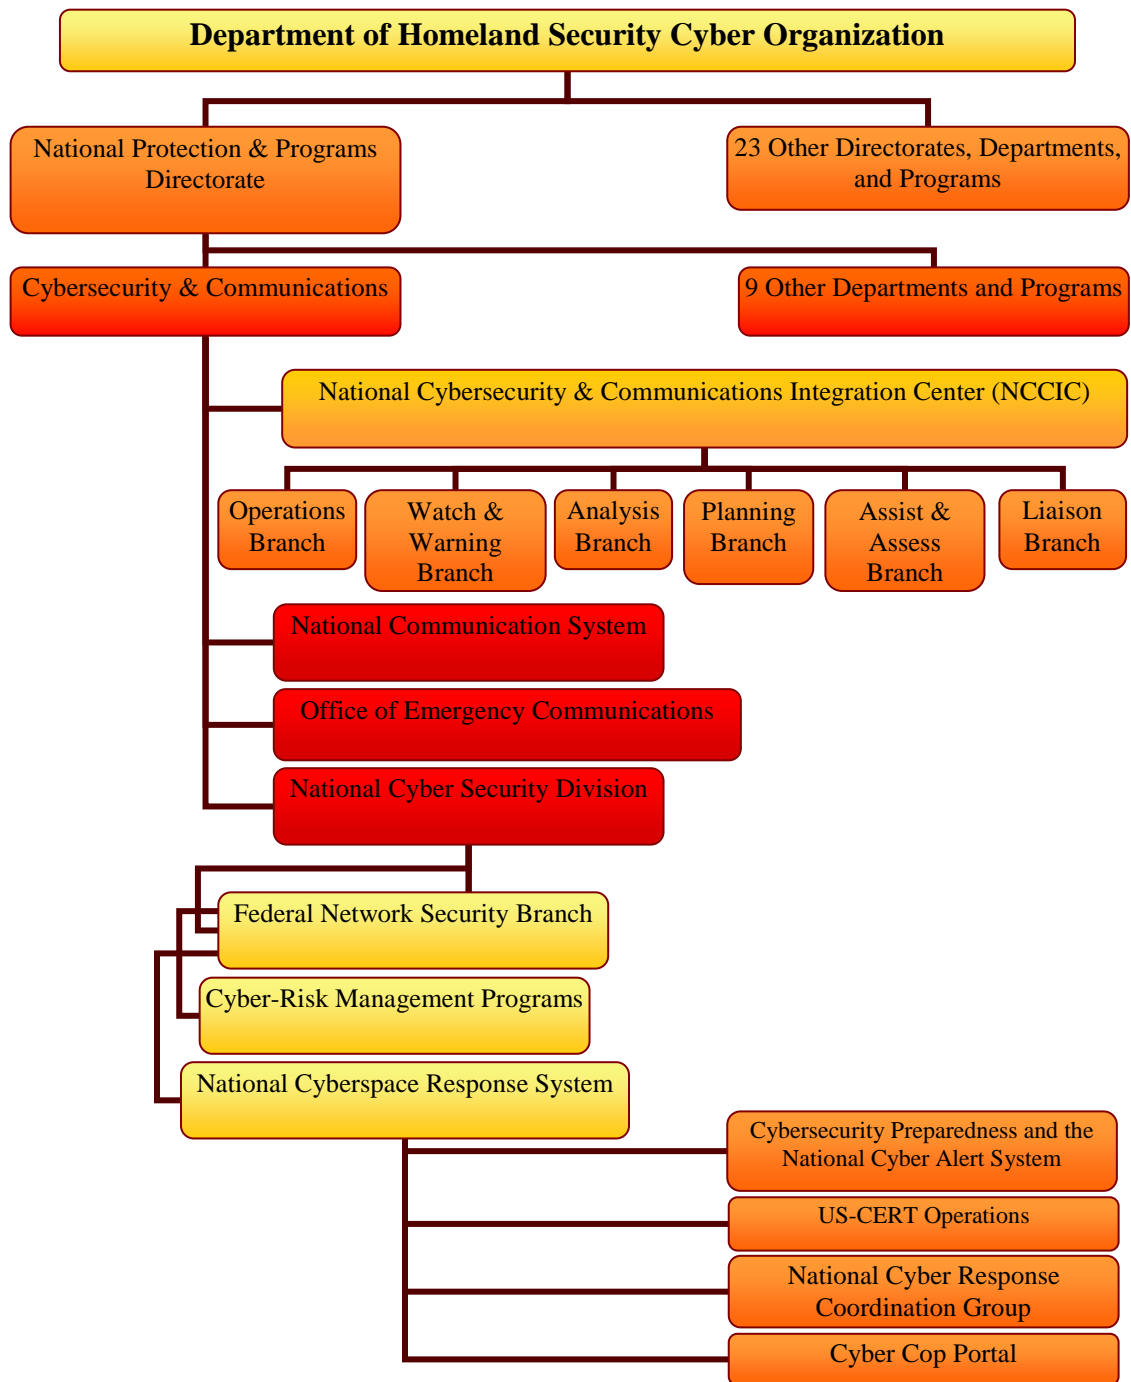 Department of Homeland Security Cyber Organization
National Protection & Programs
Directorate
23 Other Directorates, Departments,
and Programs
Cybersecurity & Communications
9 Other Departments and Programs
National Cybersecurity & Communications Integration Center (NCCIC)
Operations
Branch
Watch &
Warning
Branch
Analysis
Branch
Planning
Branch
Assist &
Assess
Branch
Liaison
Branch
National Communication System
Office of Emergency Communications
National Cyber Security Division
Federal Network Security Branch
Cyber-Risk Management Programs
National Cyberspace Response System
Cybersecurity Preparedness and the
National Cyber Alert System
US-CERT Operations
National Cyber Response
Coordination Group
Cyber Cop Portal